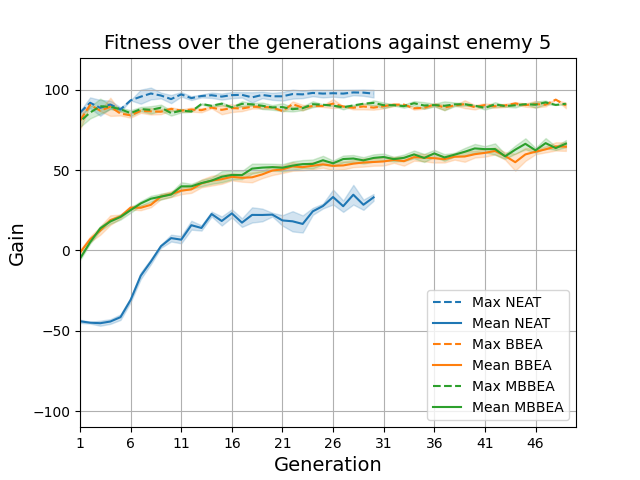 Fitness over the generations against enemy 5
100
50
0
−50
−100
Gain
1 6 11 16 21 26 31 36 41 46
Generation
Max NEAT
Mean NEAT
Max BBEA
Mean BBEA
Max MBBEA
Mean MBBEA